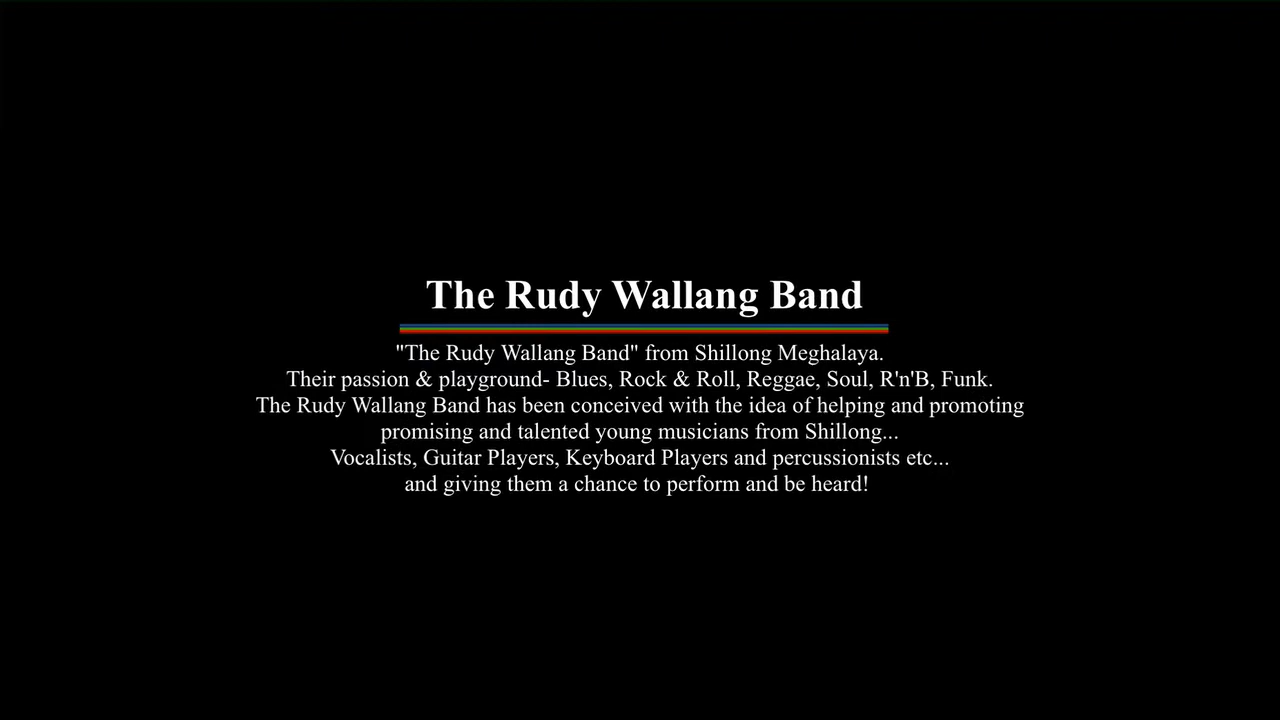 The Rudy Wallang Band
"The Rudy Wallang Band" from Shillong Meghalaya.
Their passion & playground- Blues, Rock & Roll, Reggae, Soul, R'n'B, Funk.
The Rudy Wallang Band has been conceived with the idea of helping and promoting
promising and talented young musicians from Shillong...
Vocalists, Guitar Players, Keyboard Players and percussionists etc...
and giving them a chance to perform and be heard!